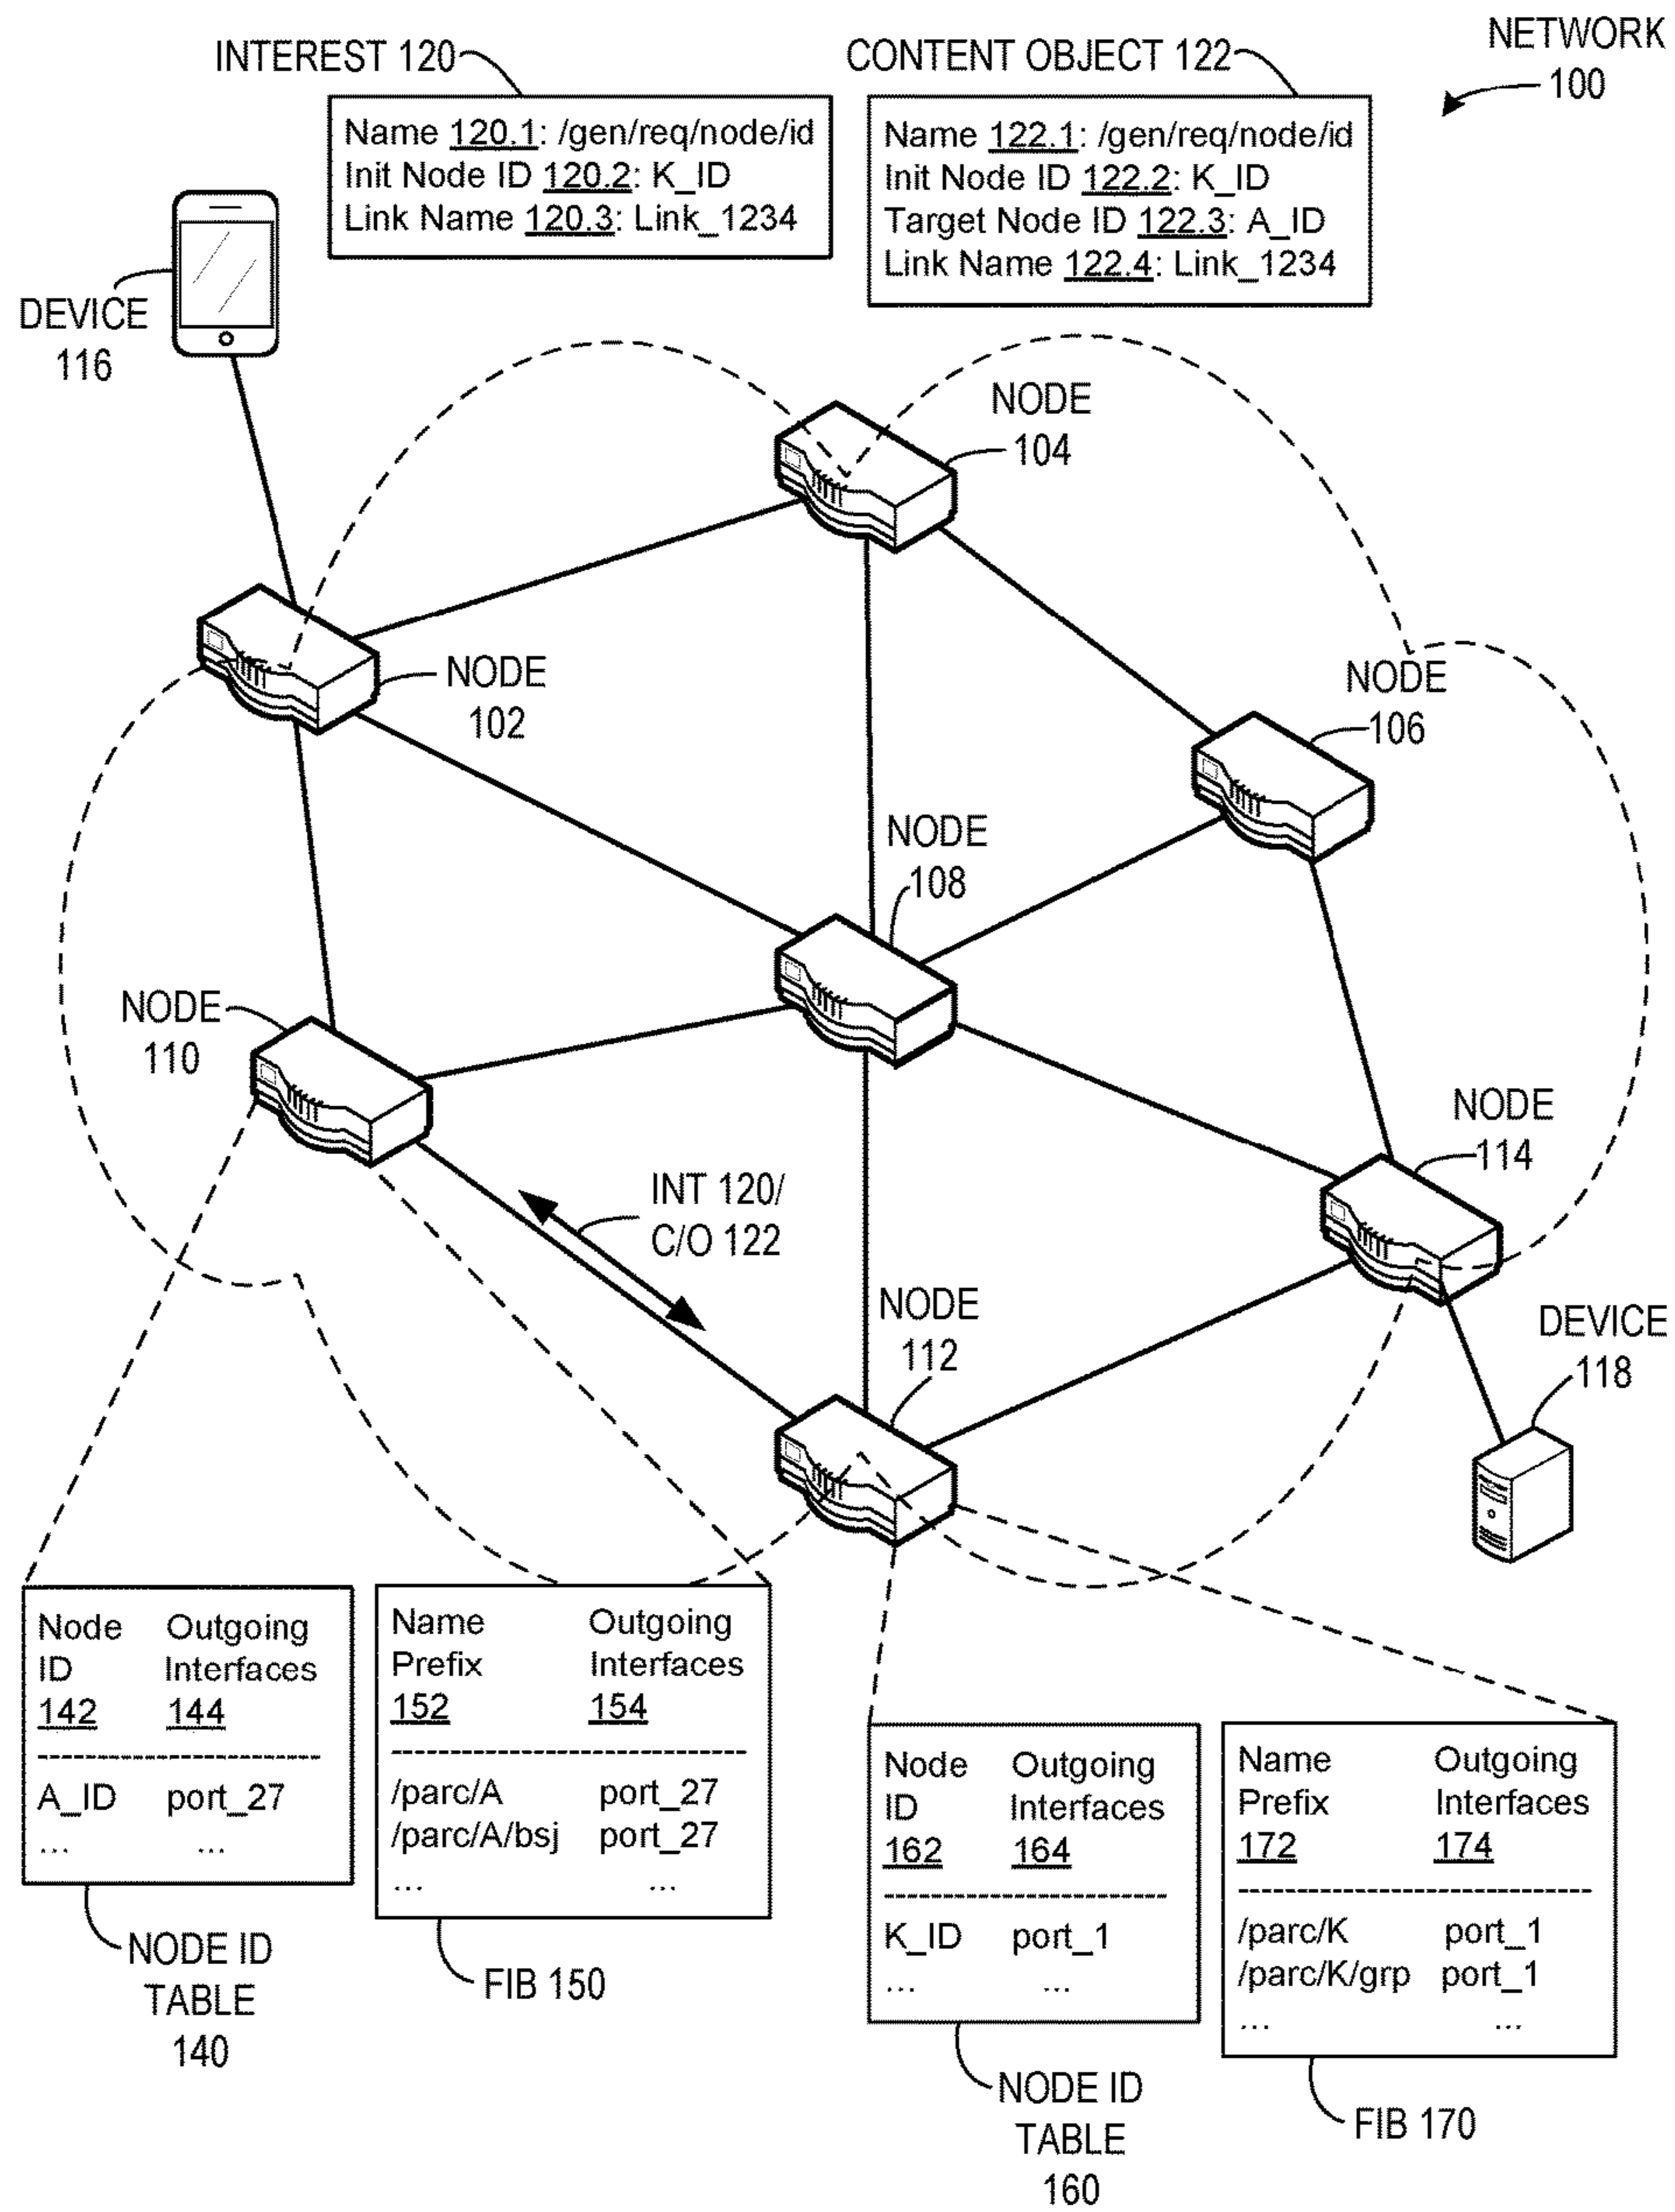 NETWORK
100
INTEREST 120
CONTENT OBJECT 122
Name 120.1: /gen/req/node/id
Init Node ID 120.2: K_ID
Link Name 120.3: Link_1234
Name 122.1: /gen/req/node/id
Init Node ID 122.2: K_ID
Target Node ID 122.3: A_ID
Link Name 122.4: Link_1234
DEVICE
116
NODE
104
NODE
102
NODE
106
NODE
108
NODE
110
NODE
114
INT 120/
C/O 122
NODE
112
DEVICE
118
Node Outgoing
ID Interfaces
142 144
A_ID port_27
... ...
NODE ID
TABLE
140
Name Outgoing
Prefix Interfaces
152 154
/parc/A port_27
/parc/A/bsj port_27
... ...
FIB 150
Node Outgoing
ID Interfaces
162 164
K_ID port_1
... ...
NODE ID
TABLE
160
Name Outgoing
Prefix Interfaces
172 174
/parc/K port_1
/parc/K/grp port_1
... ...
FIB 170